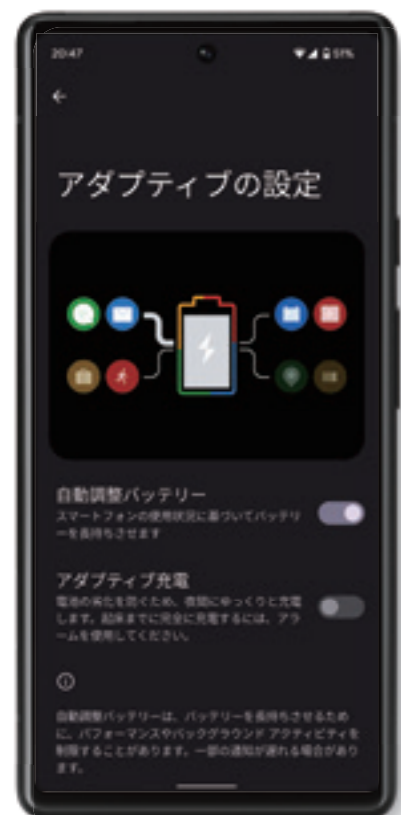 20:47
51%
アダプティブの設定
自動調整バッテリー
スマートフォンの使用状況に基づいてバッテリ
ーを長持ちさせます
アダプティブ充電
電池の劣化を防ぐため、夜間にゆっくりと充電
します。起床までに完全に充電するには、アラ
ームを使用してください。
自動調整バッテリーは、バッテリーを長持ちさせるため
に、パフォーマンスやバックグラウンド アクティビティを
制限することがあります。一部の通知が遅れる場合があり
ます。